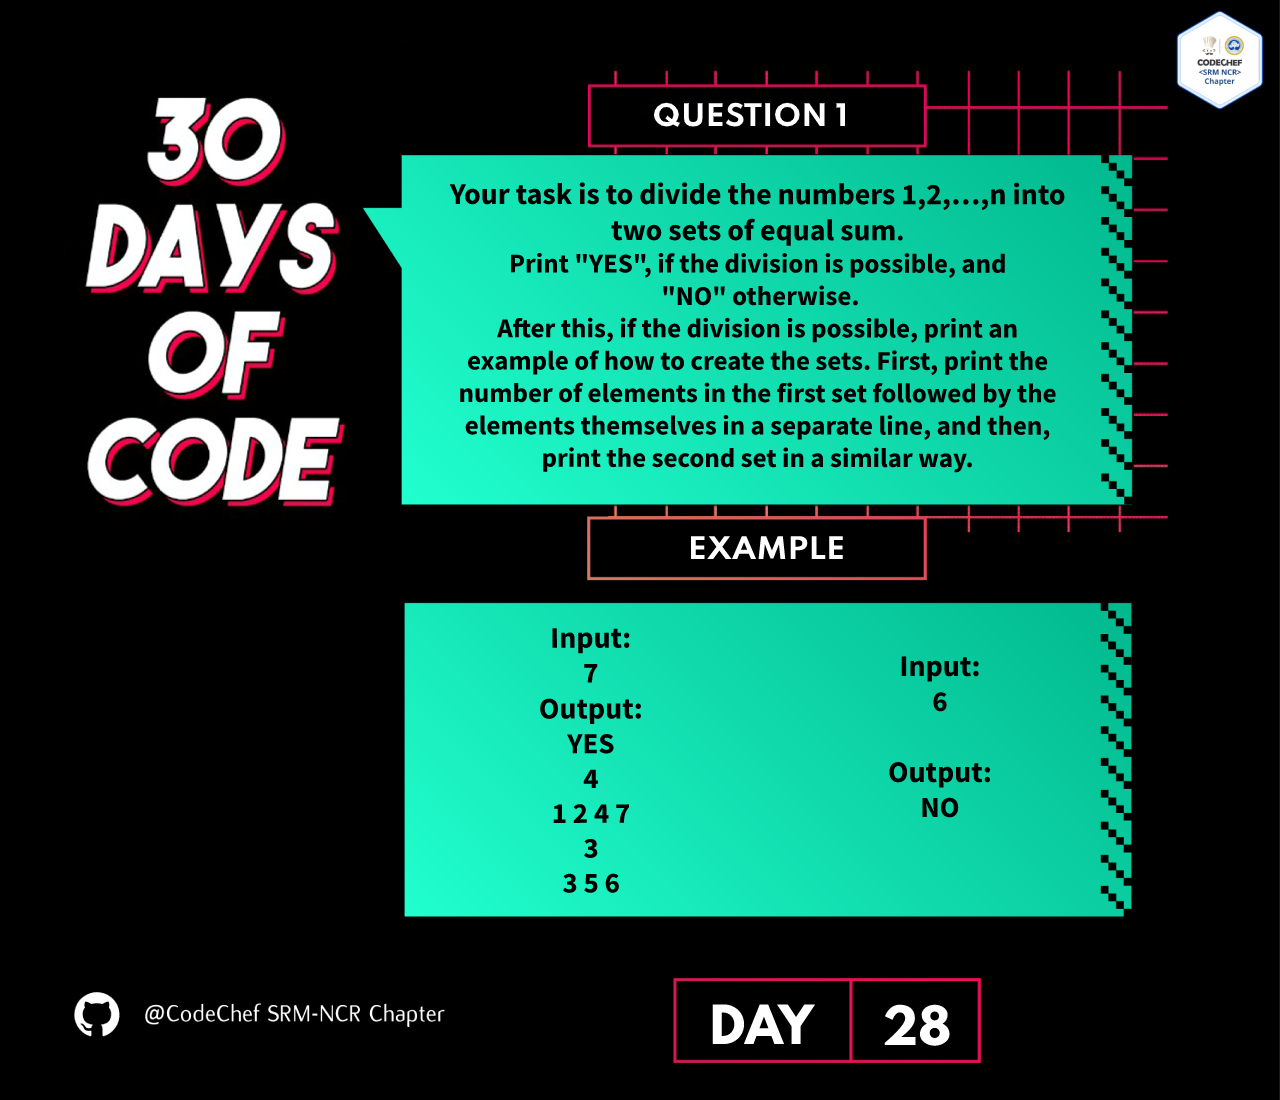 CODECHEF
<SRM NCR>
Chapter
30
DAYS
OF
CODE
QUESTION 1
Your task is to divide the numbers 1,2,...,n into
two sets of equal sum.
Print "YES", if the division is possible, and
"NO" otherwise.
After this, if the division is possible, print an
example of how to create the sets. First, print the
number of elements in the first set followed by the
elements themselves in a separate line, and then,
print the second set in a similar way.
EXAMPLE
Input:
7
Output:
YES
4
1 2 4 7
3
3 5 6
Input:
6
Output:
NO
@CodeChef SRM-NCR Chapter
DAY 28